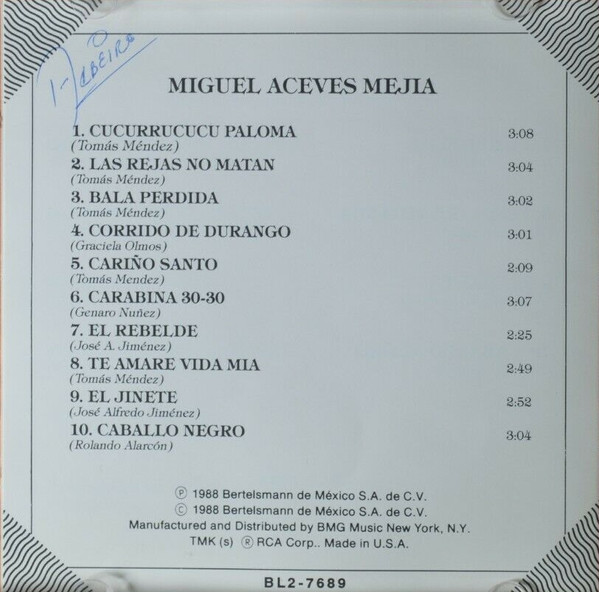 MIGUEL ACEVES MEJIA
1. CUCURRUCUCU PALOMA 3:08
(Tomás Méndez)
2. LAS REJAS NO MATAN 3:04
(Tomás Méndez)
3. BALA PERDIDA 3:02
(Tomás Méndez)
4. CORRIDO DE DURANGO 3:01
(Graciela Olmos)
5. CARIÑO SANTO 2:09
(Tomás Mendez)
6. CARABINA 30-30 3:07
(Genaro Nuñez)
7. EL REBELDE 2:25
(José A. Jiménez)
8. TE AMARE VIDA MIA 2:49
(Tomás Méndez)
9. EL JINETE 2:52
(José Alfredo Jiménez)
10. CABALLO NEGRO 3:04
(Rolando Alarcón)
℗ 1988 Bertelsmann de México S.A. de C.V.
© 1988 Bertelsmann de México S.A. de C.V.
Manufactured and Distributed by BMG Music New York, N.Y.
TMK (s) ® RCA Corp.. Made in U.S.A.
BL2-7689